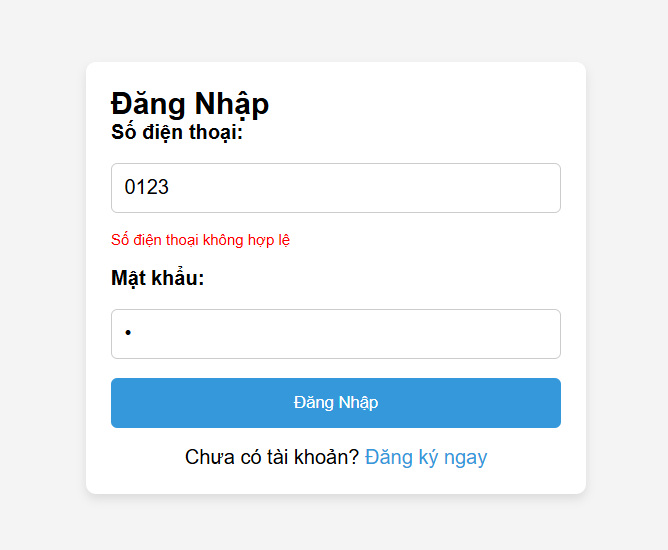 Đăng Nhập
Số điện thoại:
0123
Số điện thoại không hợp lệ
Mật khẩu:
•
Đăng Nhập
Chưa có tài khoản? Đăng ký ngay